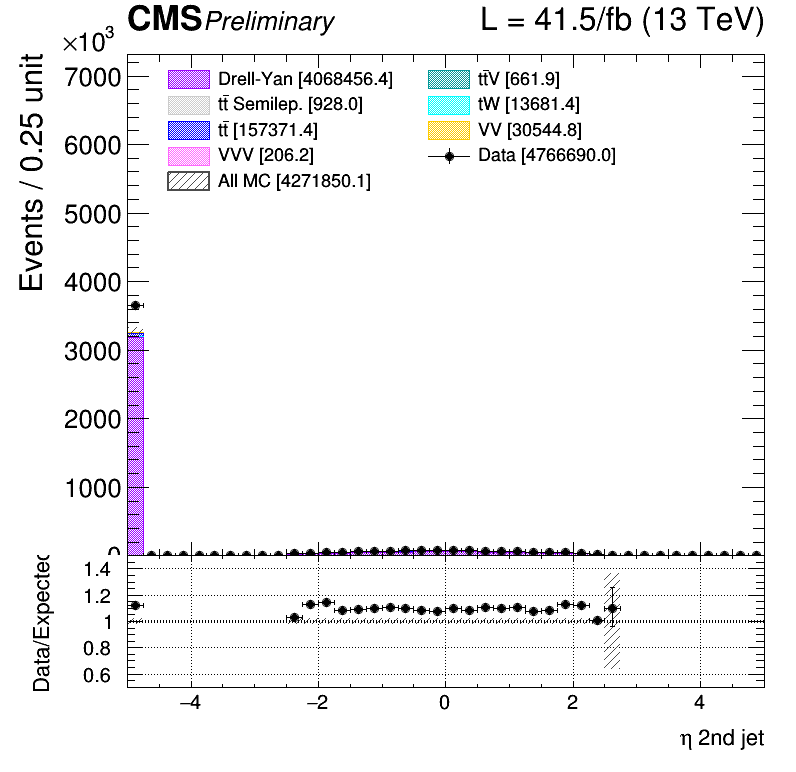 CMS Preliminary L = 41.5/fb (13 TeV)
×10³
Events / 0.25 unit
7000
6000
5000
4000
3000
2000
1000
0
Drell-Yan [4068456.4]
tt̄ Semilep. [928.0]
tt̄ [157371.4]
VVV [206.2]
All MC [4271850.1]
tt̄V [661.9]
tW [13681.4]
VV [30544.8]
Data [4766690.0]
Data/Expected
1.4
1.2
1
0.8
0.6
−4 −2 0 2 4
η 2nd jet